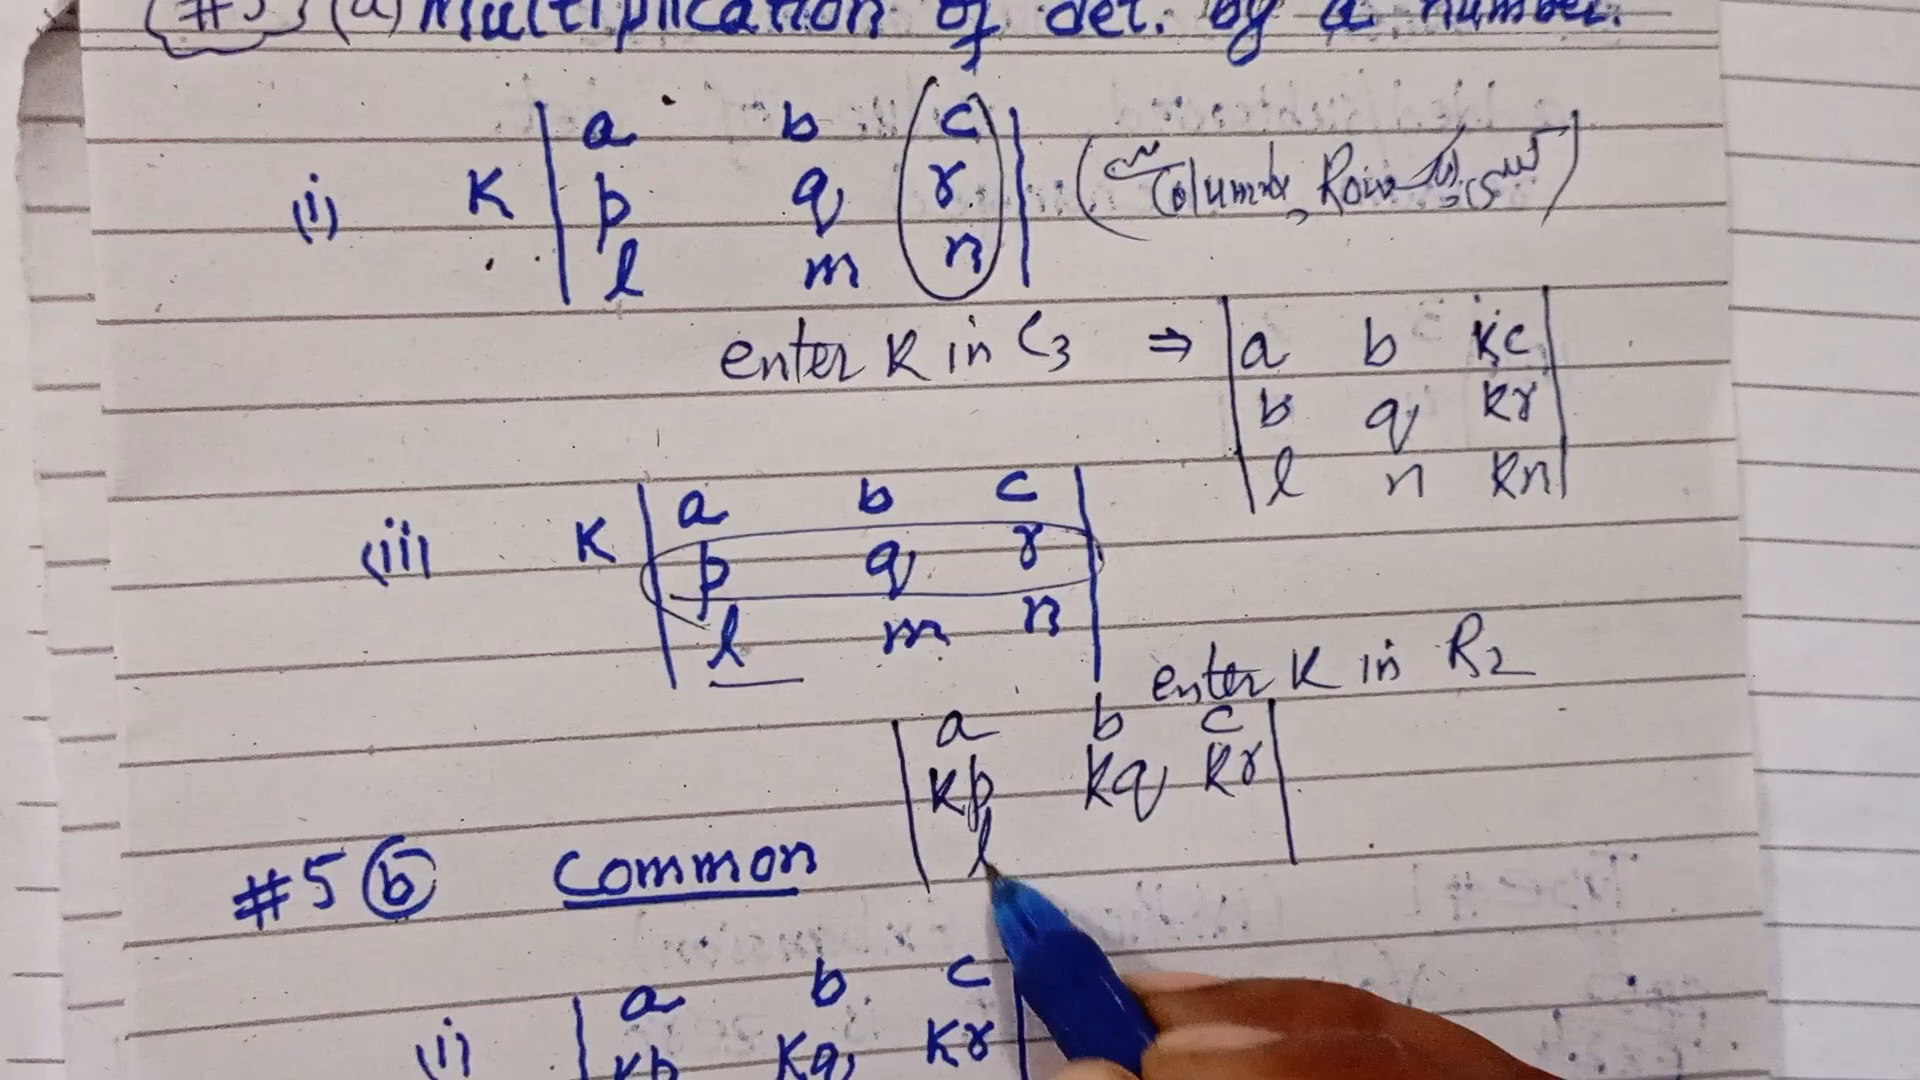 #5 (a) Multiplication of det. by a number.
(i) K | a b c |
| p q r |
| l m n |
(Column, Row)
enter K in C3 ⇒ | a b Kc |
| b q Kr |
| l n Kn |
(ii) K | a b c |
| p q r |
| l m n |
enter K in R2
| a b c |
| Kp Kq Kr |
| l
#5 (b) Common
(i) | a b c |
| Kp Kq Kr |